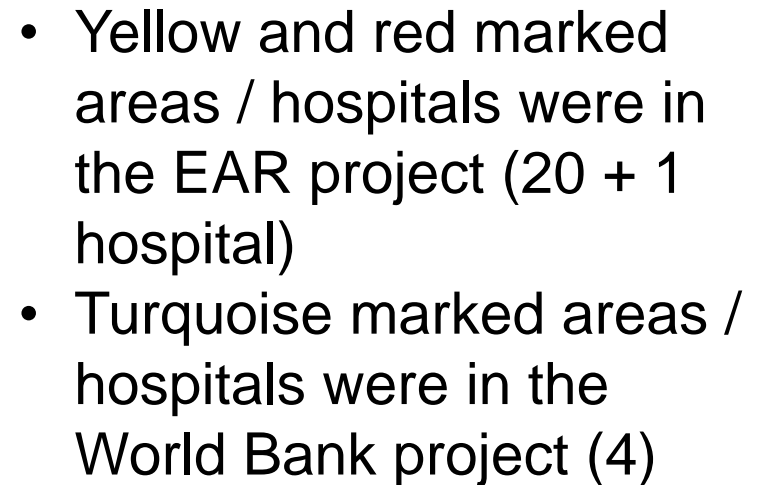 • Yellow and red marked
areas / hospitals were in
the EAR project (20 + 1
hospital)
• Turquoise marked areas /
hospitals were in the
World Bank project (4)